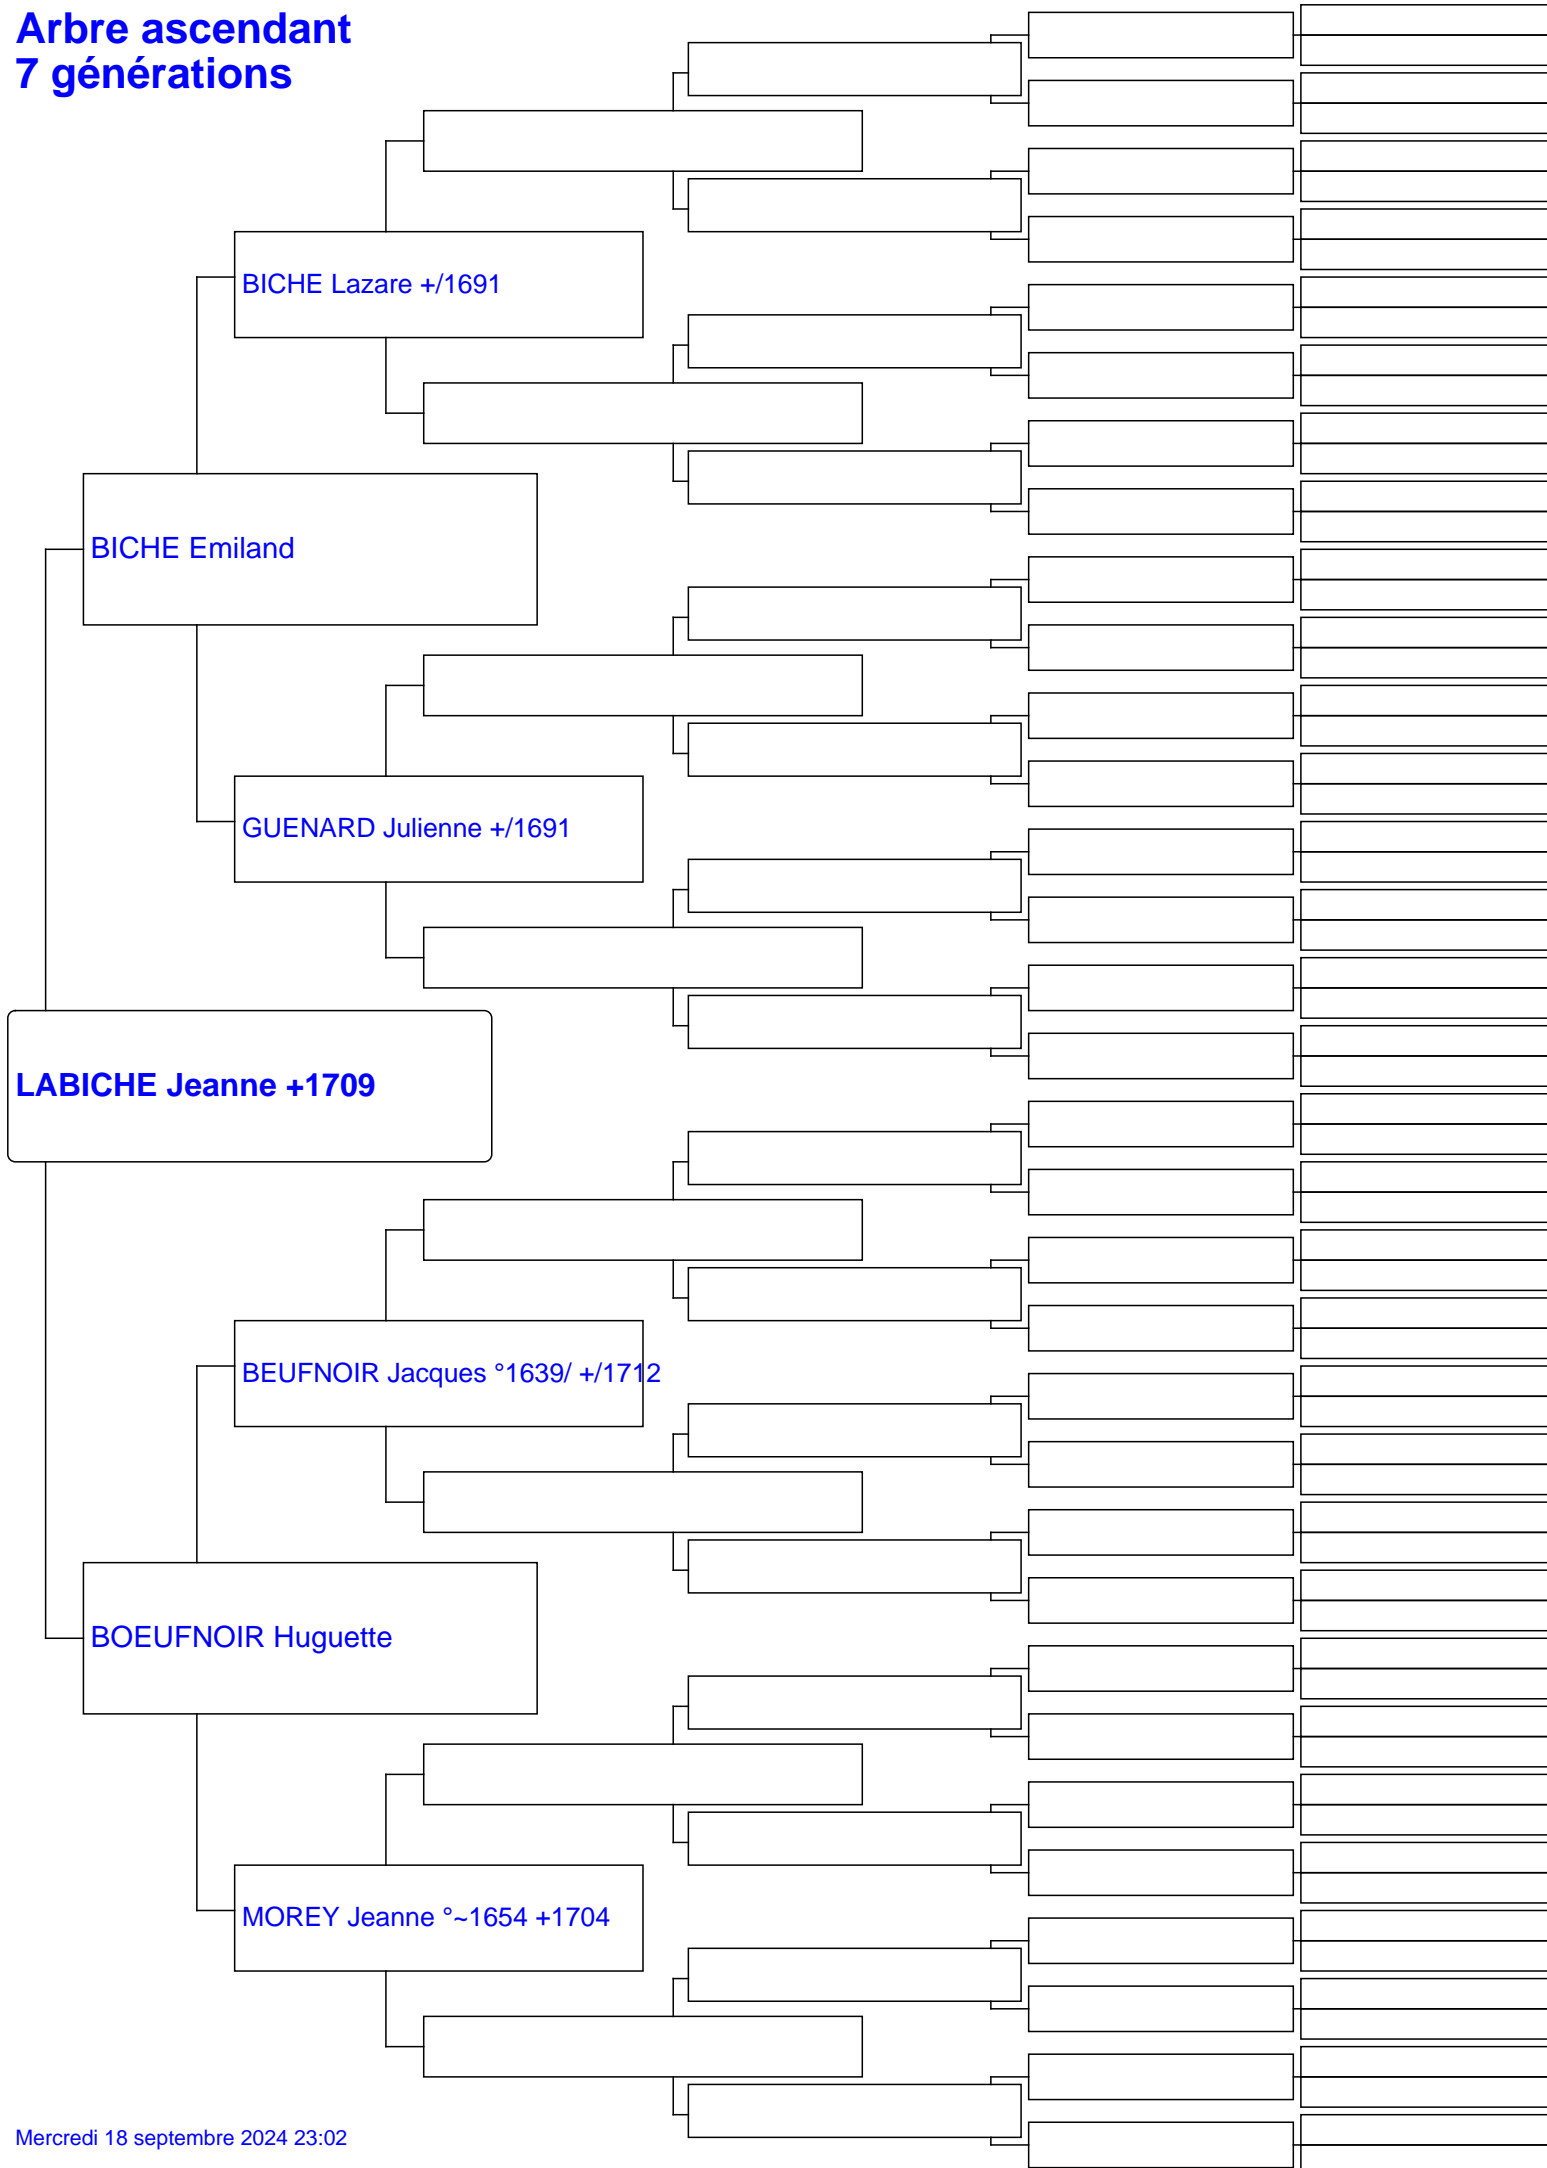 Arbre ascendant
7 générations
BICHE Lazare +/1691
BICHE Emiland
GUENARD Julienne +/1691
LABICHE Jeanne +1709
BEUFNOIR Jacques °1639/ +/1712
BOEUFNOIR Huguette
MOREY Jeanne °~1654 +1704
Mercredi 18 septembre 2024 23:02